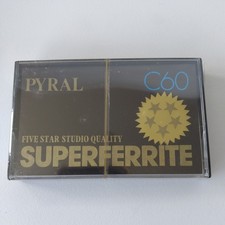 PYRAL C60
FIVE STAR STUDIO QUALITY
SUPERFERRITE